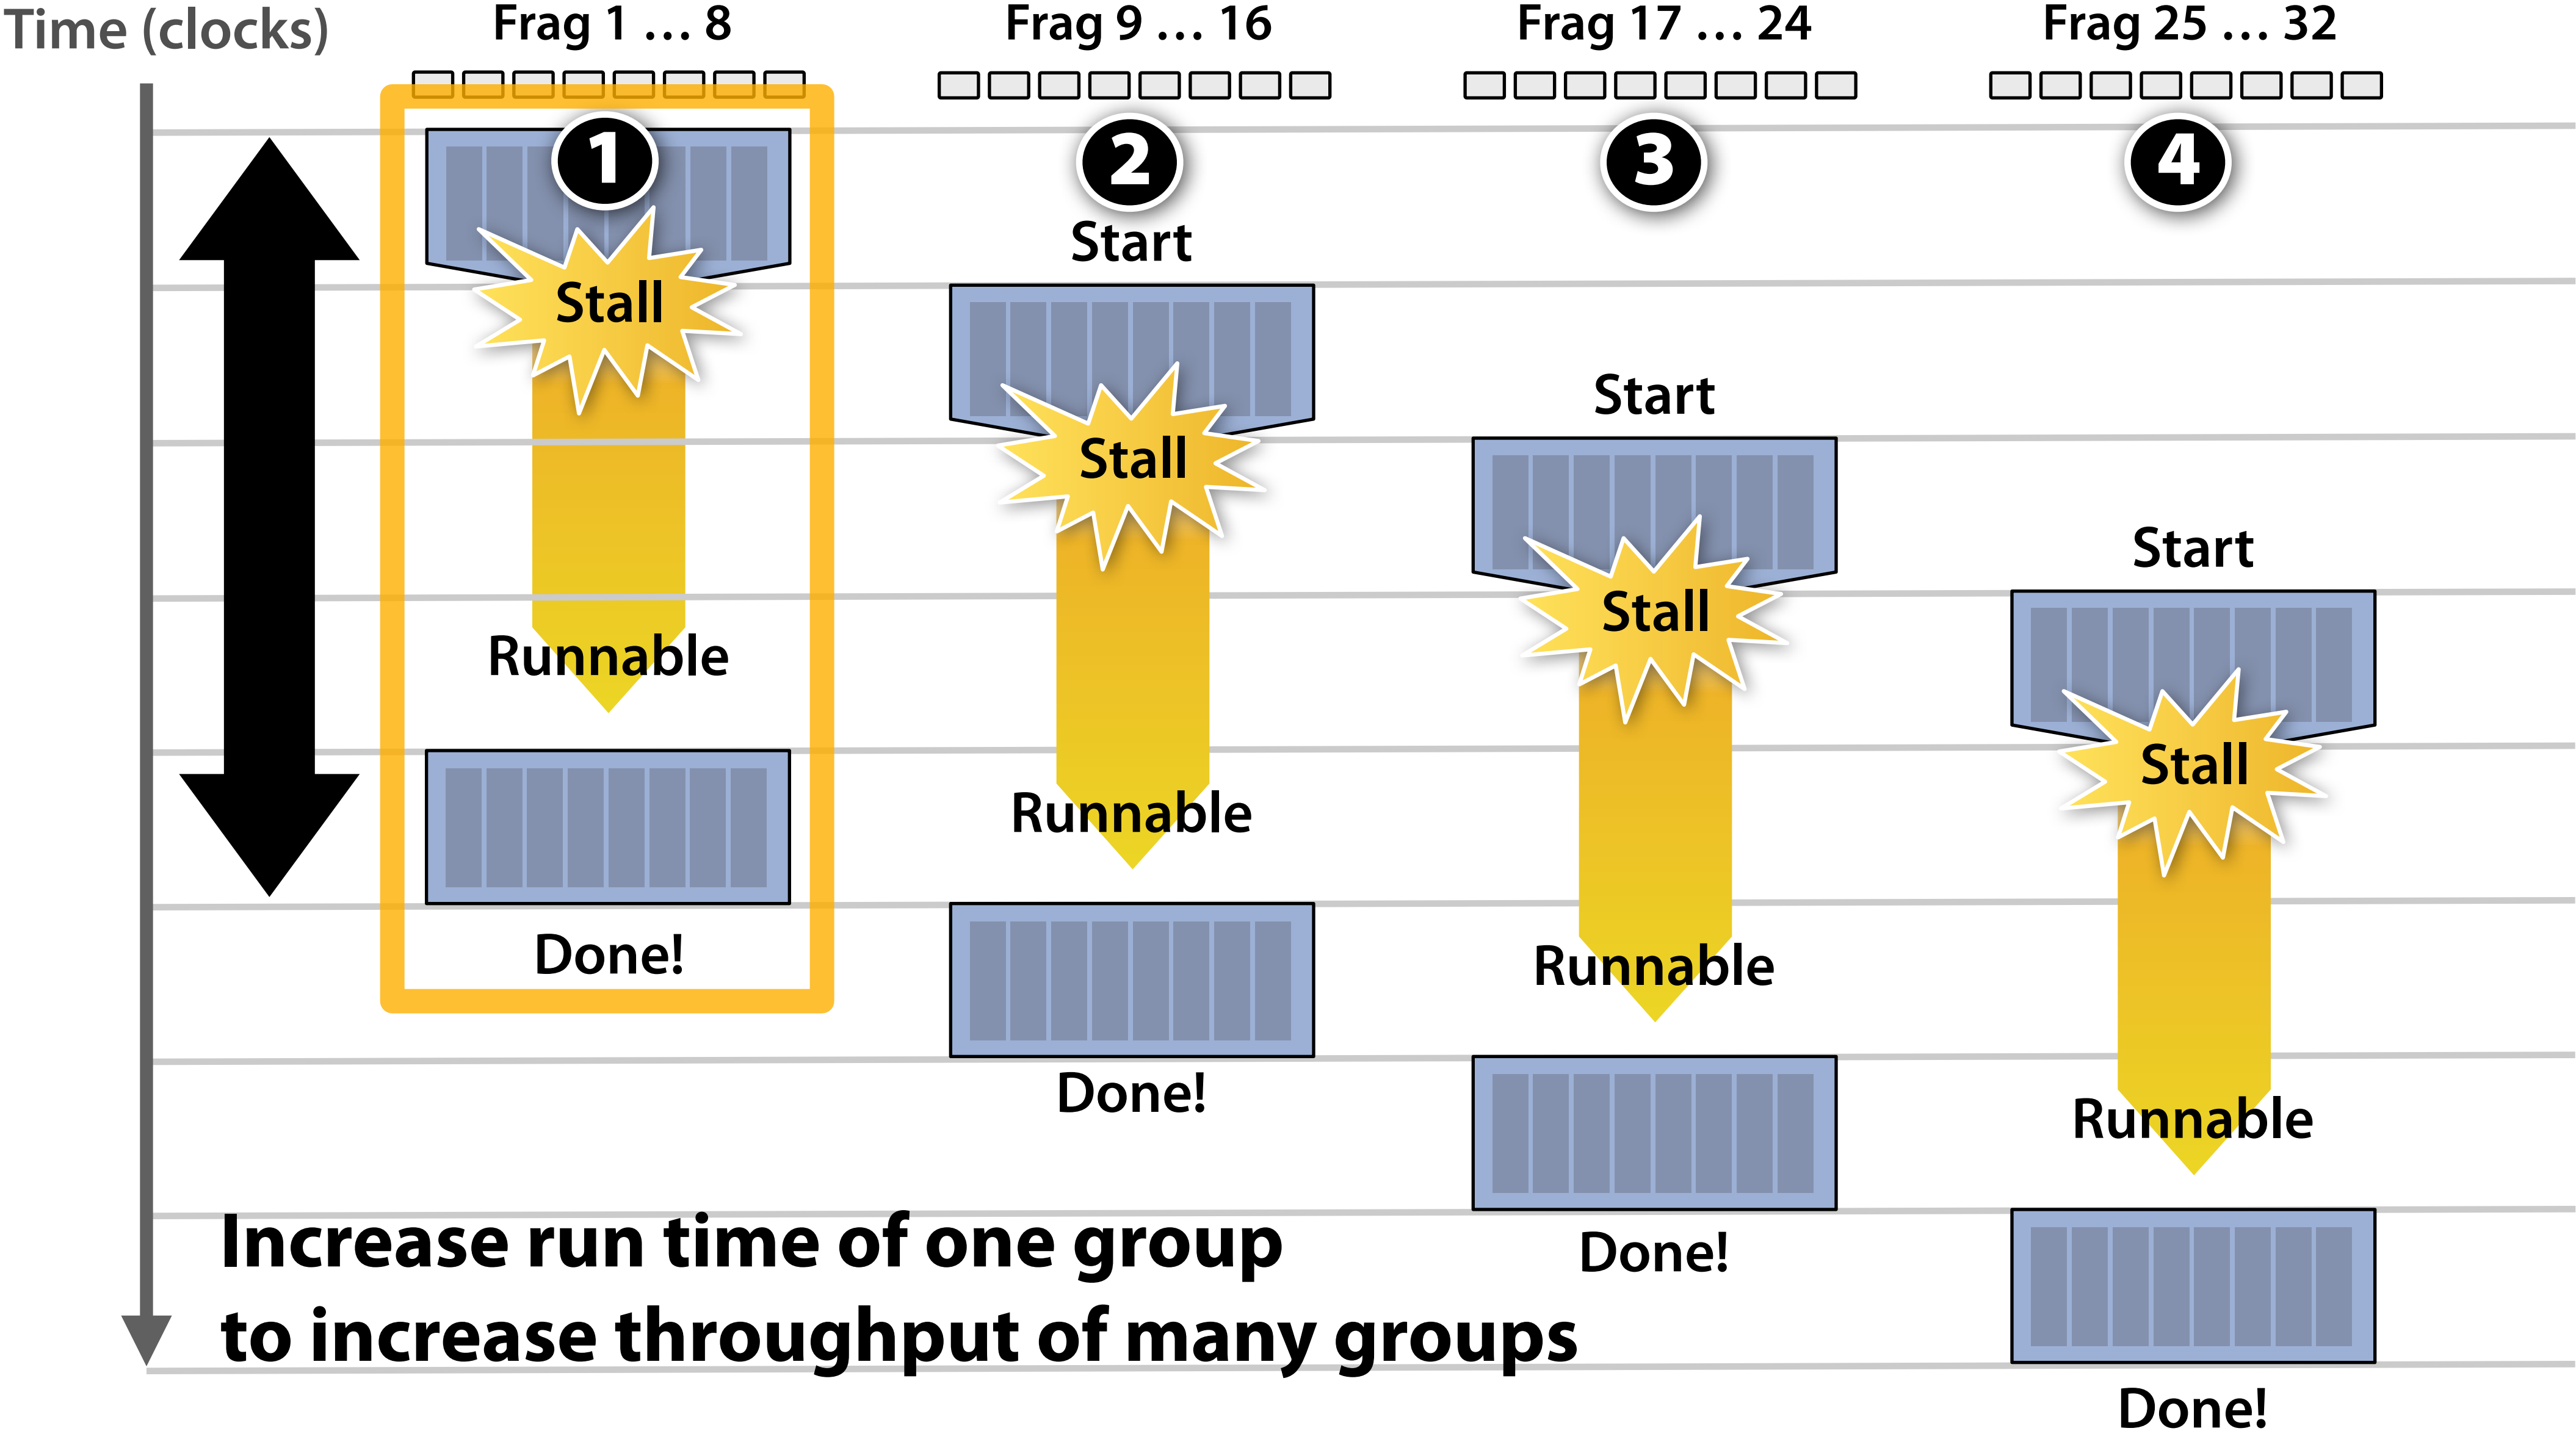 Time (clocks)
Frag 1 … 8
Frag 9 … 16
Frag 17 … 24
Frag 25 … 32
1
2
3
4
Start
Stall
Start
Stall
Start
Stall
Runnable
Stall
Runnable
Done!
Runnable
Done!
Runnable
Increase run time of one group
to increase throughput of many groups
Done!
Done!